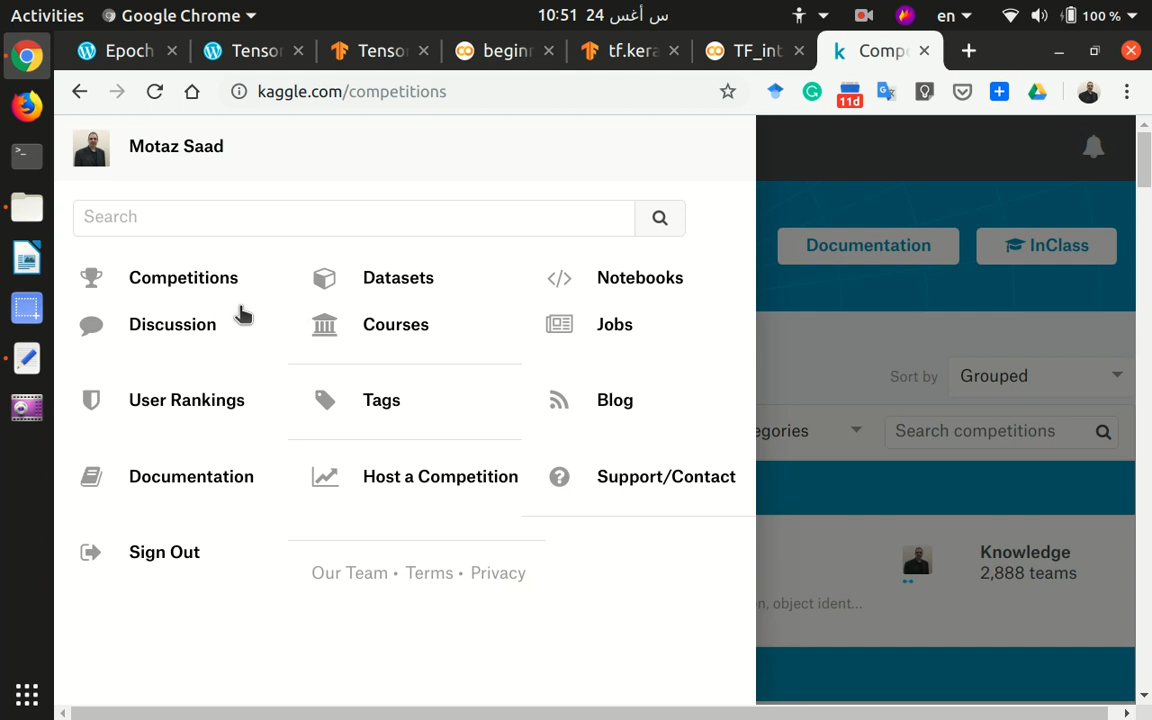 Activities Google Chrome 10:51 24 س أغس en 100 %
Epoch Tensor Tensor beginn tf.kera TF_int Compe
kaggle.com/competitions 11d
Motaz Saad
Search
Documentation InClass
Competitions Datasets Notebooks
Discussion Courses Jobs
Sort by Grouped
User Rankings Tags Blog
egories Search competitions
Documentation Host a Competition Support/Contact
Sign Out
Knowledge
2,888 teams
Our Team • Terms • Privacy
n, object ident...